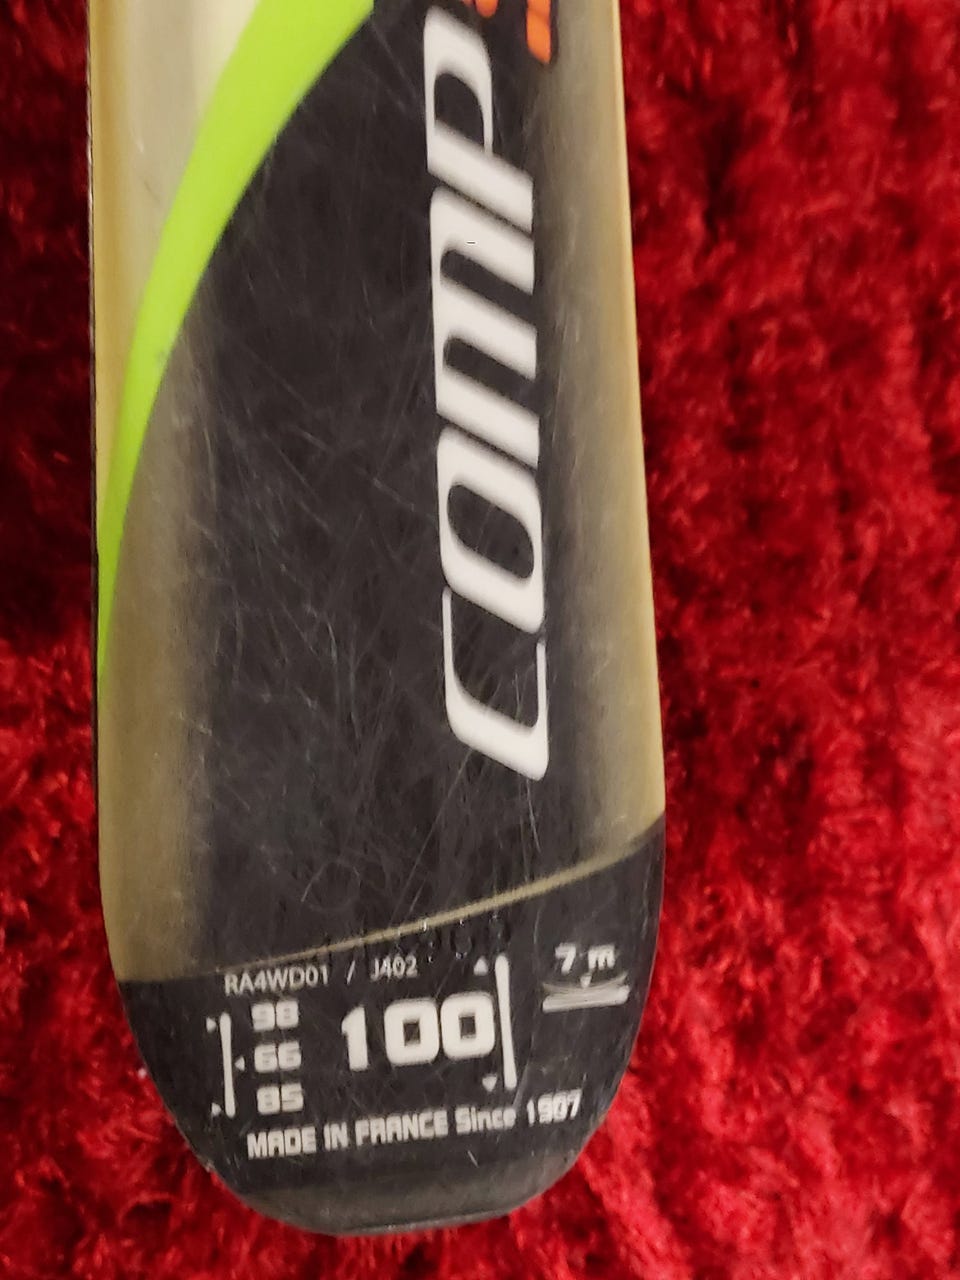 COMP
RA4WD01 / J402
7 m
98
66
85
100
MADE IN FRANCE Since 1907